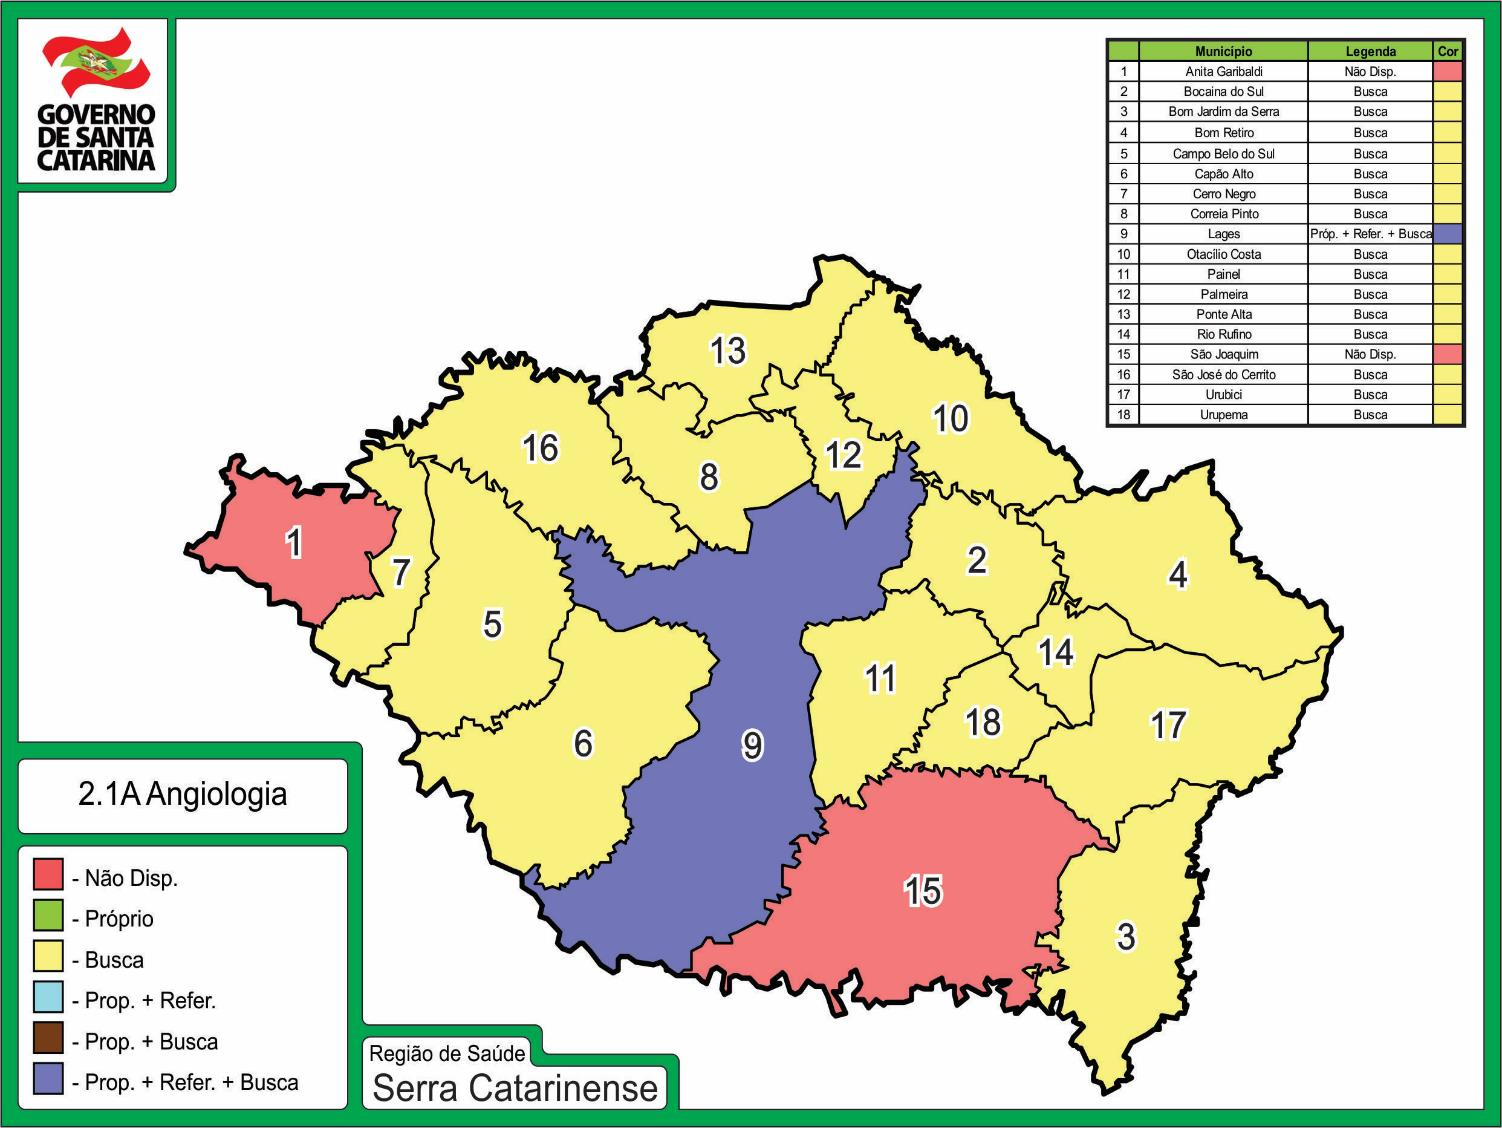 GOVERNO
DE SANTA
CATARINA
Município Legenda Cor
1 Anita Garibaldi Não Disp.
2 Bocaina do Sul Busca
3 Bom Jardim da Serra Busca
4 Bom Retiro Busca
5 Campo Belo do Sul Busca
6 Capão Alto Busca
7 Cerro Negro Busca
8 Correia Pinto Busca
9 Lages Próp. + Refer. + Busca
10 Otacílio Costa Busca
11 Painel Busca
12 Palmeira Busca
13 Ponte Alta Busca
14 Rio Rufino Busca
15 São Joaquim Não Disp.
16 São José do Cerrito Busca
17 Urubici Busca
18 Urupema Busca
13
10
16
12
8
1
2
4
7
5
14
11
18
17
6
9
15
3
2.1A Angiologia
- Não Disp.
- Próprio
- Busca
- Prop. + Refer.
- Prop. + Busca
- Prop. + Refer. + Busca
Região de Saúde
Serra Catarinense